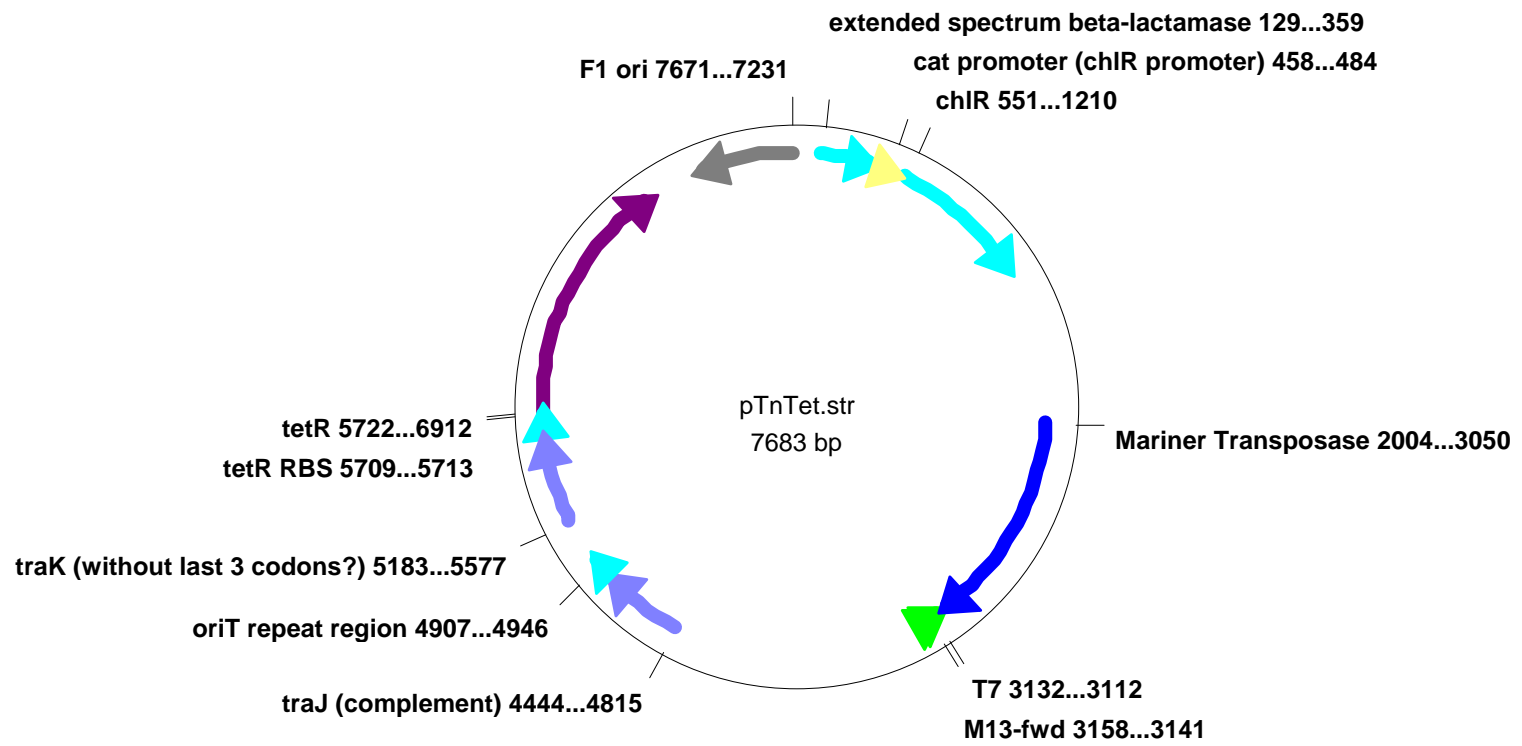 extended spectrum beta-lactamase 129...359
cat promoter (chlR promoter) 458...484
F1 ori 7671...7231
chlR 551...1210
pTnTet.str
7683 bp
tetR 5722...6912
Mariner Transposase 2004...3050
tetR RBS 5709...5713
traK (without last 3 codons?) 5183...5577
oriT repeat region 4907...4946
T7 3132...3112
traJ (complement) 4444...4815
M13-fwd 3158...3141